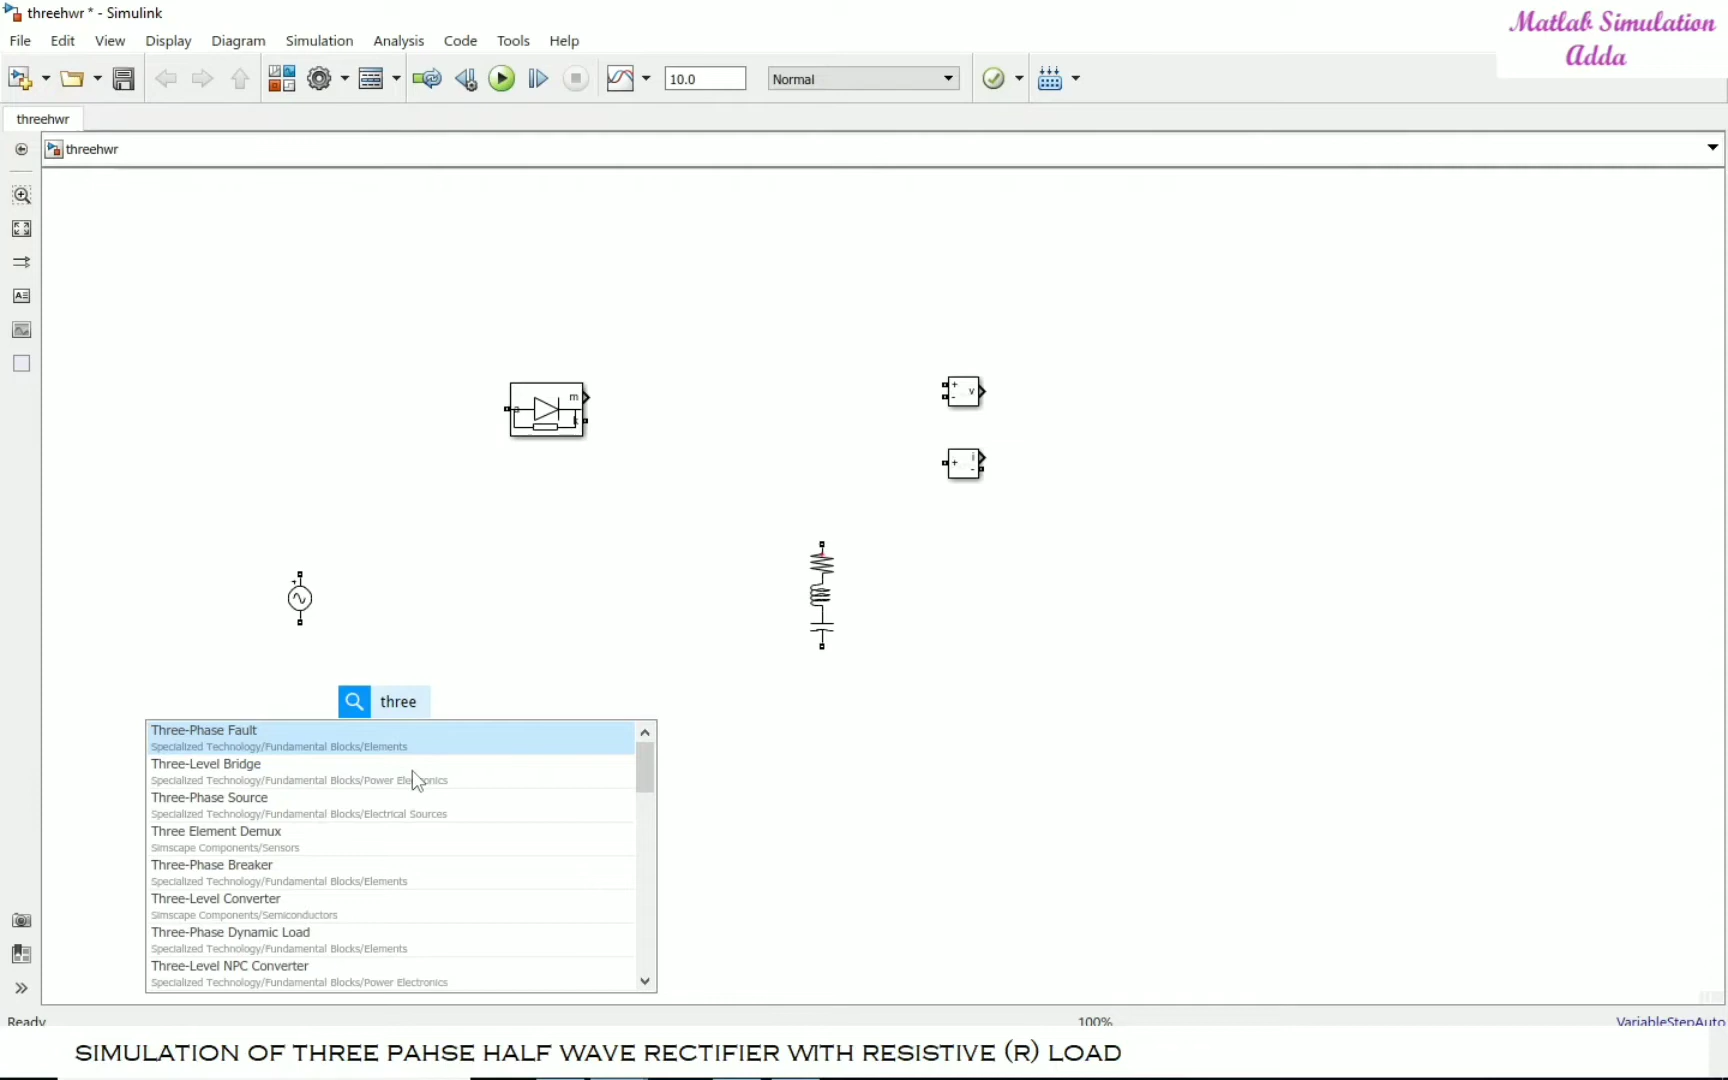 threehwr * - Simulink
Matlab Simulation
Adda
File Edit View Display Diagram Simulation Analysis Code Tools Help
10.0
Normal
threehwr
threehwr
m
a
+ v
-
i
+
-
+
three
Three-Phase Fault
Specialized Technology/Fundamental Blocks/Elements
Three-Level Bridge
Specialized Technology/Fundamental Blocks/Power Electronics
Three-Phase Source
Specialized Technology/Fundamental Blocks/Electrical Sources
Three Element Demux
Simscape Components/Sensors
Three-Phase Breaker
Specialized Technology/Fundamental Blocks/Elements
Three-Level Converter
Simscape Components/Semiconductors
Three-Phase Dynamic Load
Specialized Technology/Fundamental Blocks/Elements
Three-Level NPC Converter
Specialized Technology/Fundamental Blocks/Power Electronics
Ready 100% VariableStepAuto
SIMULATION OF THREE PAHSE HALF WAVE RECTIFIER WITH RESISTIVE (R) LOAD